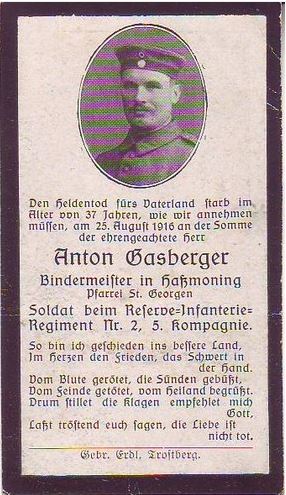 Den Heldentod fürs Vaterland starb im
Alter von 37 Jahren, wie wir annehmen
müssen, am 25. August 1916 an der Somme
der ehrengeachtete Herr
Anton Gasberger
Bindermeister in Haßmoning
Pfarrei St. Georgen
Soldat beim Reserve=Infanterie=
Regiment Nr. 2, 5. Kompagnie.
So bin ich geschieden ins bessere Land,
Im Herzen den Frieden, das Schwert in
der Hand.
Vom Blute gerötet, die Sünden gebüßt,
Vom Feinde getötet, vom Heiland begrüßt.
Drum stillet die Klagen empfehlet mich
Gott,
Laßt tröstend euch sagen, die Liebe ist
nicht tot.
Gebr. Erdl, Trostberg.